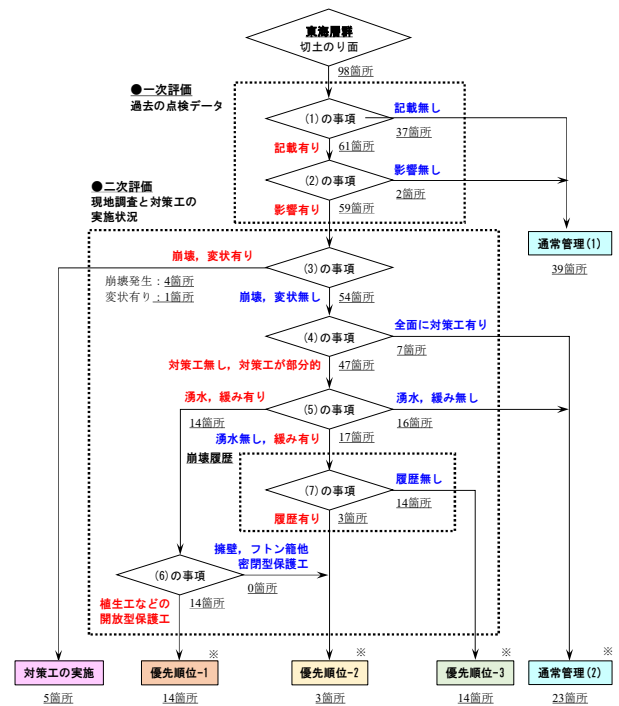 東海層群
切土のり面
98箇所
●一次評価
過去の点検データ
(1)の事項
記載無し
37箇所
記載有り
61箇所
(2)の事項
影響無し
2箇所
影響有り
59箇所
通常管理(1)
39箇所
●二次評価
現地調査と対策工の
実施状況
(3)の事項
崩壊,変状有り
崩壊発生:4箇所
変状有り:1箇所
崩壊,変状無し
54箇所
(4)の事項
全面に対策工有り
7箇所
対策工無し,対策工が部分的
47箇所
(5)の事項
湧水,緩み有り
14箇所
湧水,緩み無し
16箇所
湧水無し,緩み有り
17箇所
崩壊履歴
(7)の事項
履歴無し
14箇所
履歴有り
3箇所
(6)の事項
擁壁,フトン籠他
密閉型保護工
0箇所
植生工などの
開放型保護工
14箇所
対策工の実施
5箇所
※
優先順位-1
14箇所
※
優先順位-2
3箇所
※
優先順位-3
14箇所
※
通常管理(2)
23箇所